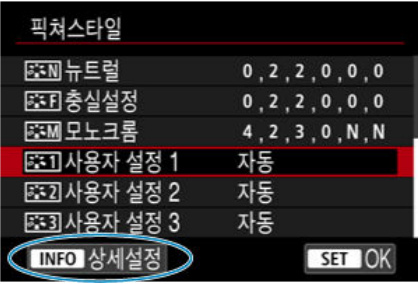 픽쳐스타일
N 뉴트럴 0,2,2,0,0,0
F 충실설정 0,2,2,0,0,0
M 모노크롬 4,2,3,0,N,N
1 사용자 설정 1 자동
2 사용자 설정 2 자동
3 사용자 설정 3 자동
INFO 상세설정 SET OK